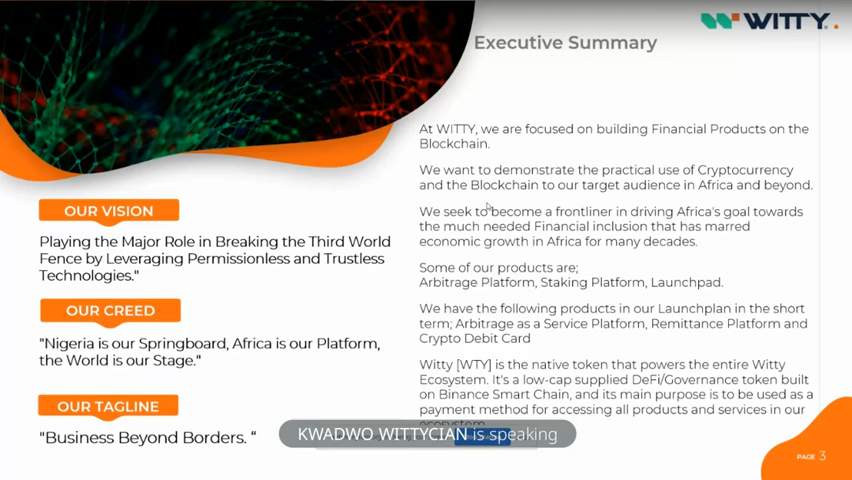 WITTY.
Executive Summary
At WITTY, we are focused on building Financial Products on the
Blockchain.
We want to demonstrate the practical use of Cryptocurrency
and the Blockchain to our target audience in Africa and beyond.
We seek to become a frontliner in driving Africa's goal towards
the much needed Financial inclusion that has marred
economic growth in Africa for many decades.
Some of our products are;
Arbitrage Platform, Staking Platform, Launchpad.
We have the following products in our Launchplan in the short
term; Arbitrage as a Service Platform, Remittance Platform and
Crypto Debit Card
Witty [WTY] is the native token that powers the entire Witty
Ecosystem. It's a low-cap supplied DeFi/Governance token built
on Binance Smart Chain, and its main purpose is to be used as a
payment method for accessing all products and services in our
ecosystem.
OUR VISION
Playing the Major Role in Breaking the Third World
Fence by Leveraging Permissionless and Trustless
Technologies."
OUR CREED
"Nigeria is our Springboard, Africa is our Platform,
the World is our Stage."
OUR TAGLINE
"Business Beyond Borders. “
KWADWO WITTYCIAN is speaking
PAGE 3